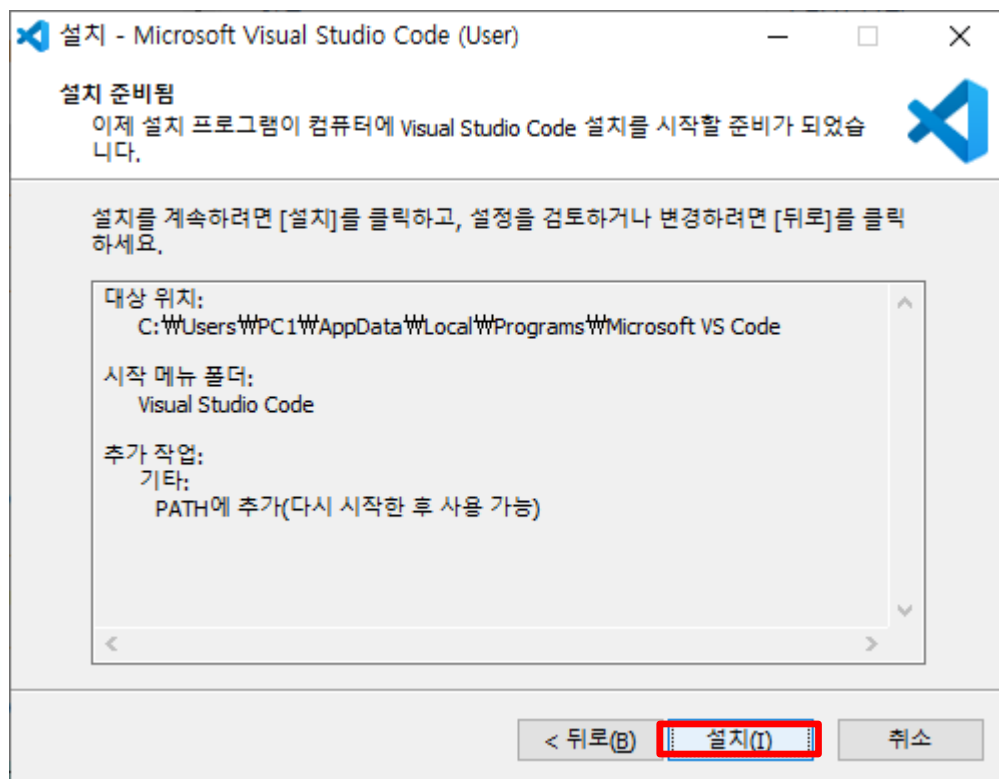 설치 - Microsoft Visual Studio Code (User)
설치 준비됨
이제 설치 프로그램이 컴퓨터에 Visual Studio Code 설치를 시작할 준비가 되었습
니다.
설치를 계속하려면 [설치]를 클릭하고, 설정을 검토하거나 변경하려면 [뒤로]를 클릭
하세요.
대상 위치:
C:₩Users₩PC1₩AppData₩Local₩Programs₩Microsoft VS Code
시작 메뉴 폴더:
Visual Studio Code
추가 작업:
기타:
PATH에 추가(다시 시작한 후 사용 가능)
< 뒤로(B) 설치(I) 취소